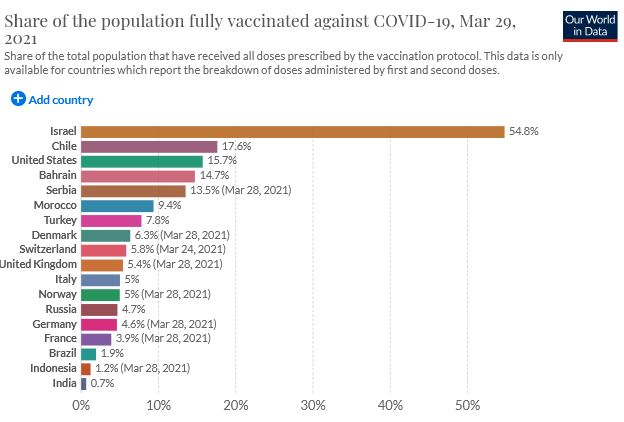 Share of the population fully vaccinated against COVID-19, Mar 29,
2021
Our World
in Data
Share of the total population that have received all doses prescribed by the vaccination protocol. This data is only
available for countries which report the breakdown of doses administered by first and second doses.
Add country
Israel 54.8%
Chile 17.6%
United States 15.7%
Bahrain 14.7%
Serbia 13.5% (Mar 28, 2021)
Morocco 9.4%
Turkey 7.8%
Denmark 6.3% (Mar 28, 2021)
Switzerland 5.8% (Mar 24, 2021)
United Kingdom 5.4% (Mar 28, 2021)
Italy 5%
Norway 5% (Mar 28, 2021)
Russia 4.7%
Germany 4.6% (Mar 28, 2021)
France 3.9% (Mar 28, 2021)
Brazil 1.9%
Indonesia 1.2% (Mar 28, 2021)
India 0.7%
0% 10% 20% 30% 40% 50%